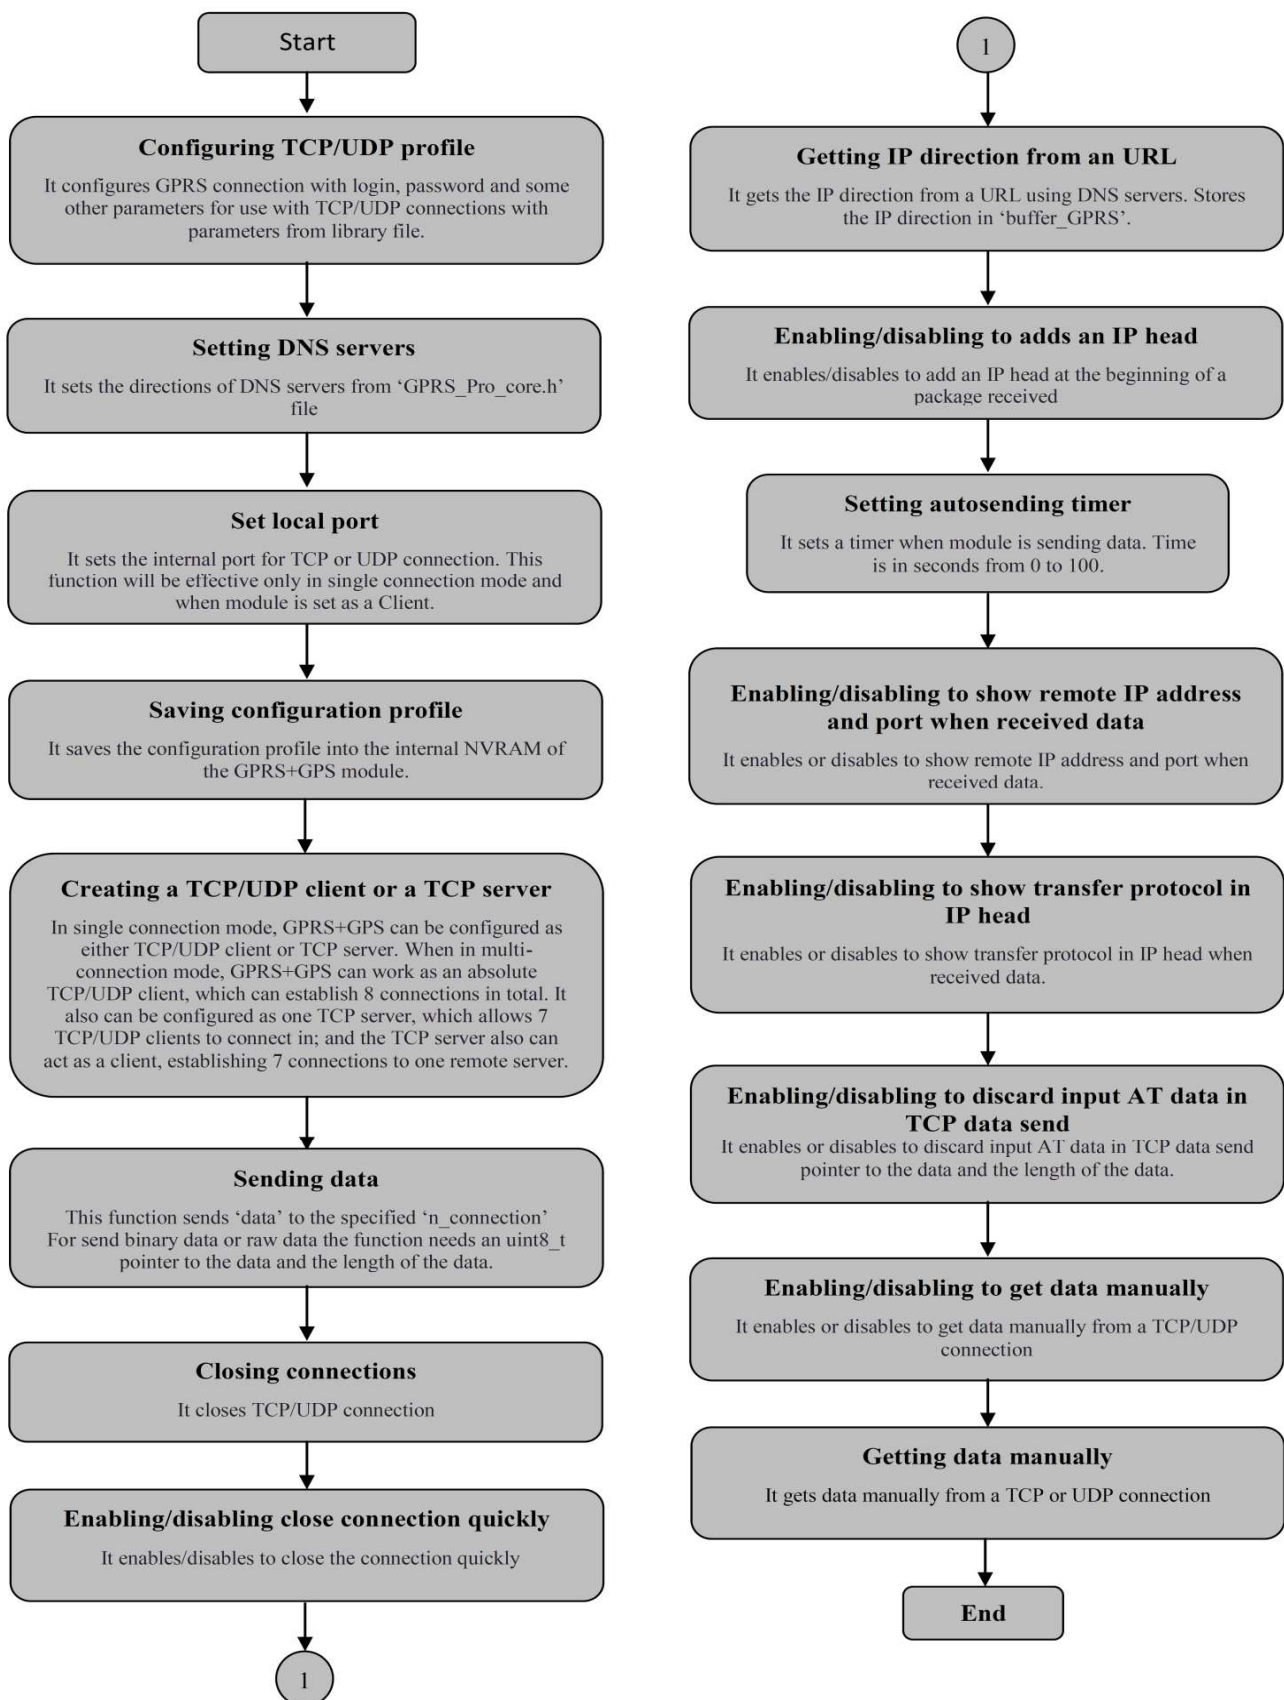 Start
Configuring TCP/UDP profile
It configures GPRS connection with login, password and some
other parameters for use with TCP/UDP connections with
parameters from library file.
Setting DNS servers
It sets the directions of DNS servers from ‘GPRS_Pro_core.h’
file
Set local port
It sets the internal port for TCP or UDP connection. This
function will be effective only in single connection mode and
when module is set as a Client.
Saving configuration profile
It saves the configuration profile into the internal NVRAM of
the GPRS+GPS module.
Creating a TCP/UDP client or a TCP server
In single connection mode, GPRS+GPS can be configured as
either TCP/UDP client or TCP server. When in multi-
connection mode, GPRS+GPS can work as an absolute
TCP/UDP client, which can establish 8 connections in total. It
also can be configured as one TCP server, which allows 7
TCP/UDP clients to connect in; and the TCP server also can
act as a client, establishing 7 connections to one remote server.
Sending data
This function sends ‘data’ to the specified ‘n_connection’
For send binary data or raw data the function needs an uint8_t
pointer to the data and the length of the data.
Closing connections
It closes TCP/UDP connection
Enabling/disabling close connection quickly
It enables/disables to close the connection quickly
1
1
Getting IP direction from an URL
It gets the IP direction from a URL using DNS servers. Stores
the IP direction in ‘buffer_GPRS’.
Enabling/disabling to adds an IP head
It enables/disables to add an IP head at the beginning of a
package received
Setting autosending timer
It sets a timer when module is sending data. Time
is in seconds from 0 to 100.
Enabling/disabling to show remote IP address
and port when received data
It enables or disables to show remote IP address and port when
received data.
Enabling/disabling to show transfer protocol in
IP head
It enables or disables to show transfer protocol in IP head when
received data.
Enabling/disabling to discard input AT data in
TCP data send
It enables or disables to discard input AT data in TCP data send
pointer to the data and the length of the data.
Enabling/disabling to get data manually
It enables or disables to get data manually from a TCP/UDP
connection
Getting data manually
It gets data manually from a TCP or UDP connection
End